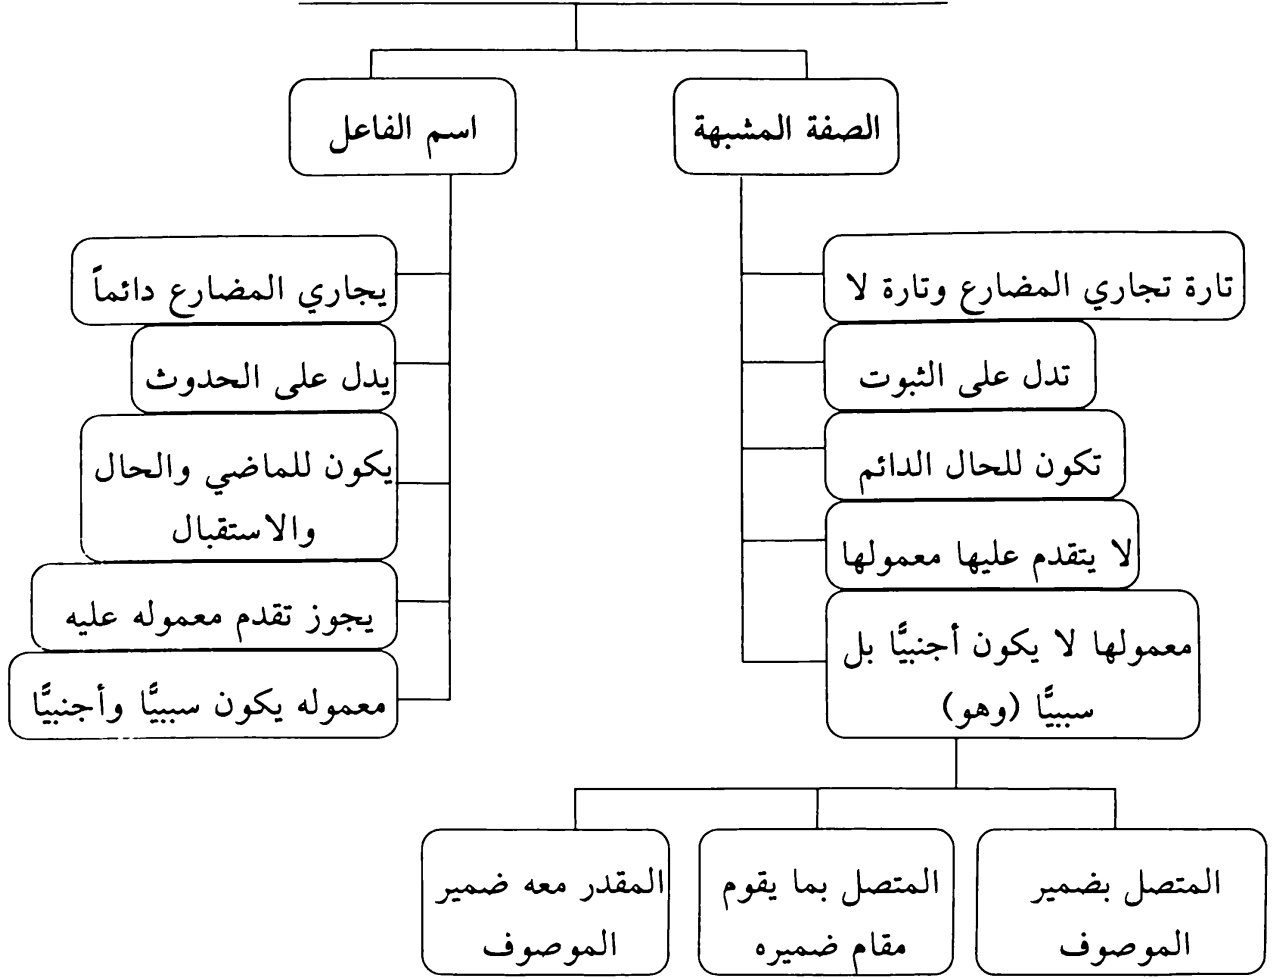 الصفة المشبهة
تارة تجاري المضارع وتارة لا
تدل على الثبوت
تكون للحال الدائم
لا يتقدم عليها معمولها
معمولها لا يكون أجنبيًّا بل
سببيًّا (وهو)
المتصل بضمير
الموصوف
المتصل بما يقوم
مقام ضميره
المقدر معه ضمير
الموصوف
اسم الفاعل
يجاري المضارع دائماً
يدل على الحدوث
يكون للماضي والحال
والاستقبال
يجوز تقدم معموله عليه
معموله يكون سببيًّا وأجنبيًّا